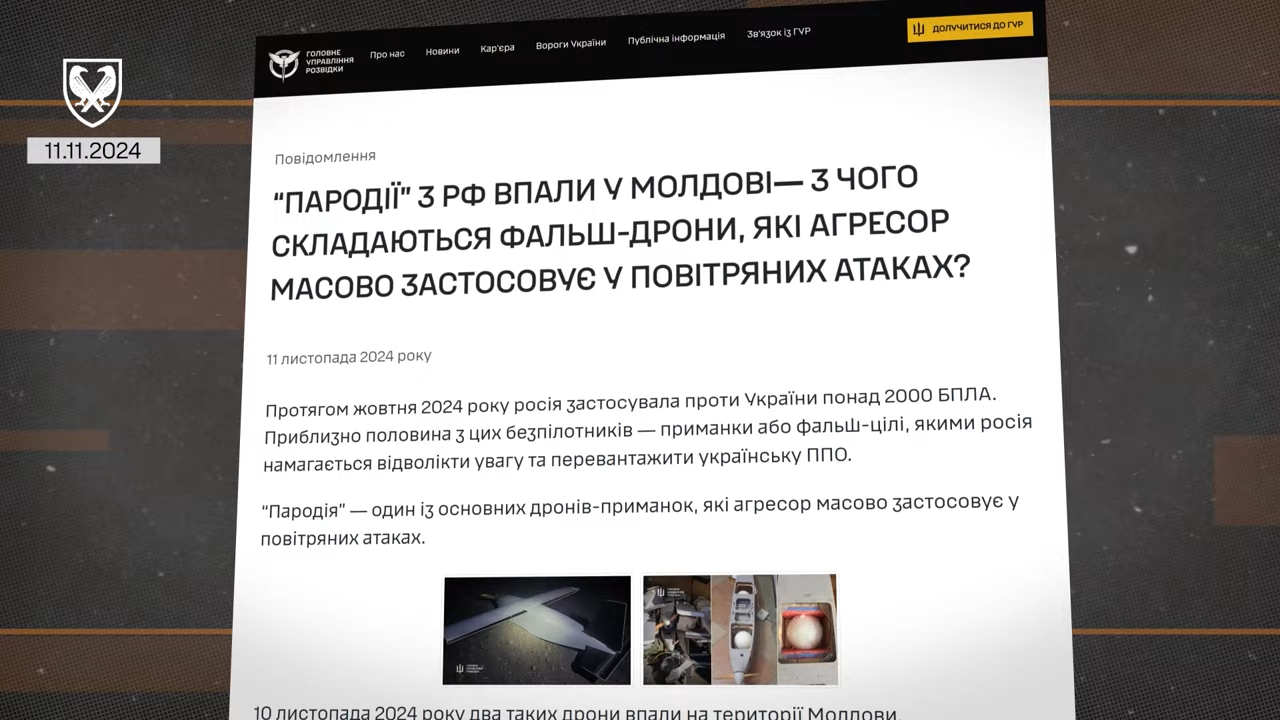 ГОЛОВНЕ
УПРАВЛІННЯ
РОЗВІДКИ
Про нас
Новини
Кар'єра
Вороги України
Публічна інформація
Зв'язок із ГУР
ДОЛУЧИТИСЯ ДО ГУР
11.11.2024
Повідомлення
“ПАРОДІЇ” З РФ ВПАЛИ У МОЛДОВІ— З ЧОГО
СКЛАДАЮТЬСЯ ФАЛЬШ-ДРОНИ, ЯКІ АГРЕСОР
МАСОВО ЗАСТОСОВУЄ У ПОВІТРЯНИХ АТАКАХ?
11 листопада 2024 року
Протягом жовтня 2024 року росія застосувала проти України понад 2000 БПЛА.
Приблизно половина з цих безпілотників — приманки або фальш-цілі, якими росія
намагається відволікти увагу та перевантажити українську ППО.
“Пародія” — один із основних дронів-приманок, які агресор масово застосовує у
повітряних атаках.
10 листопада 2024 року два таких дрони впали на території Молдови.